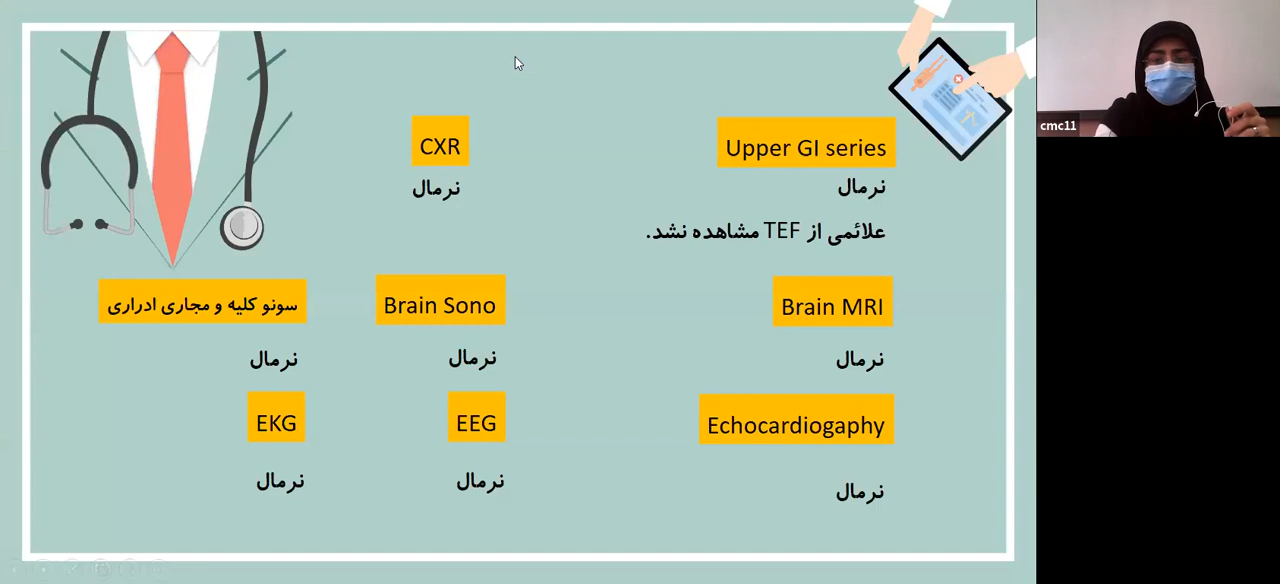 Upper GI series
نرمال
علائمی از TEF مشاهده نشد.
CXR
نرمال
Brain MRI
نرمال
Brain Sono
نرمال
سونو کلیه و مجاری ادراری
نرمال
Echocardiogaphy
نرمال
EEG
نرمال
EKG
نرمال
cmc11